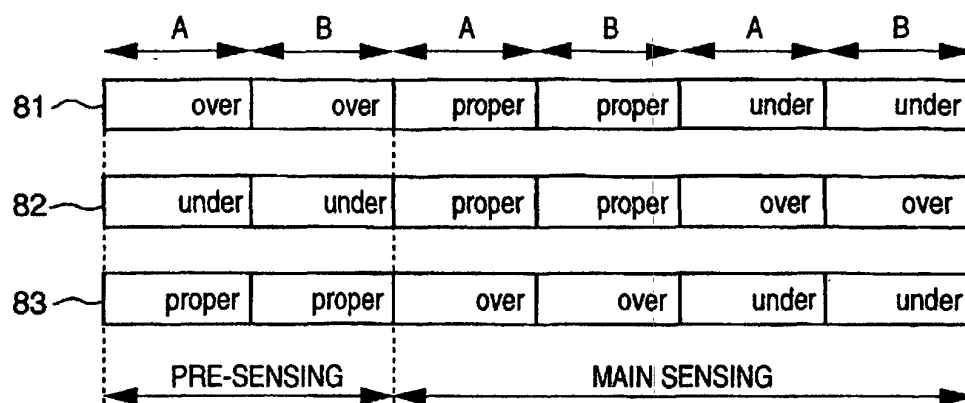 A B A B A B
81 over over proper proper under under
82 under under proper proper over over
83 proper proper over over under under
PRE-SENSING MAIN SENSING